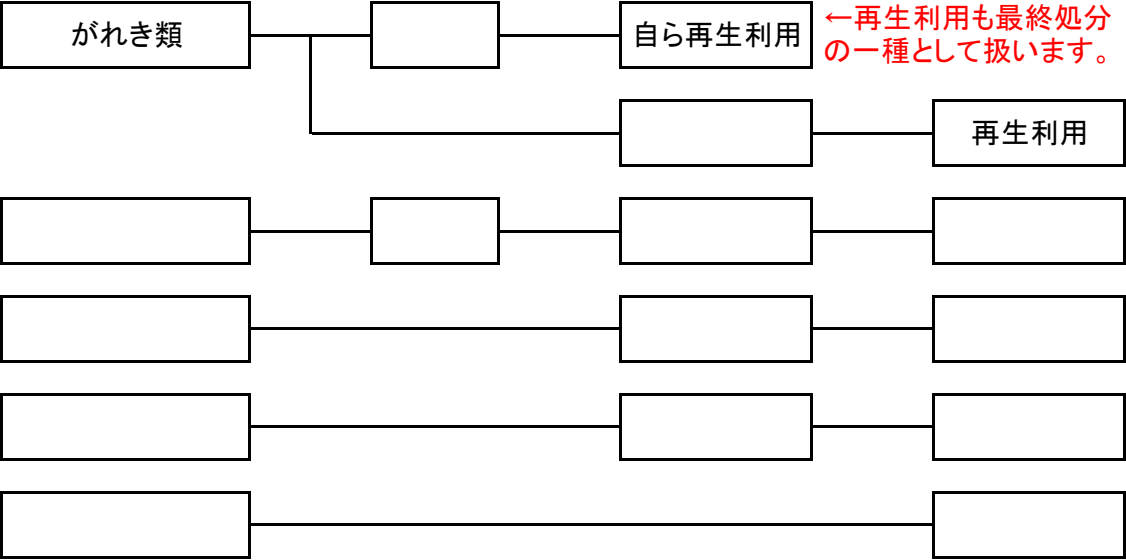 がれき類
自ら再生利用
←再生利用も最終処分
の一種として扱います。
再生利用